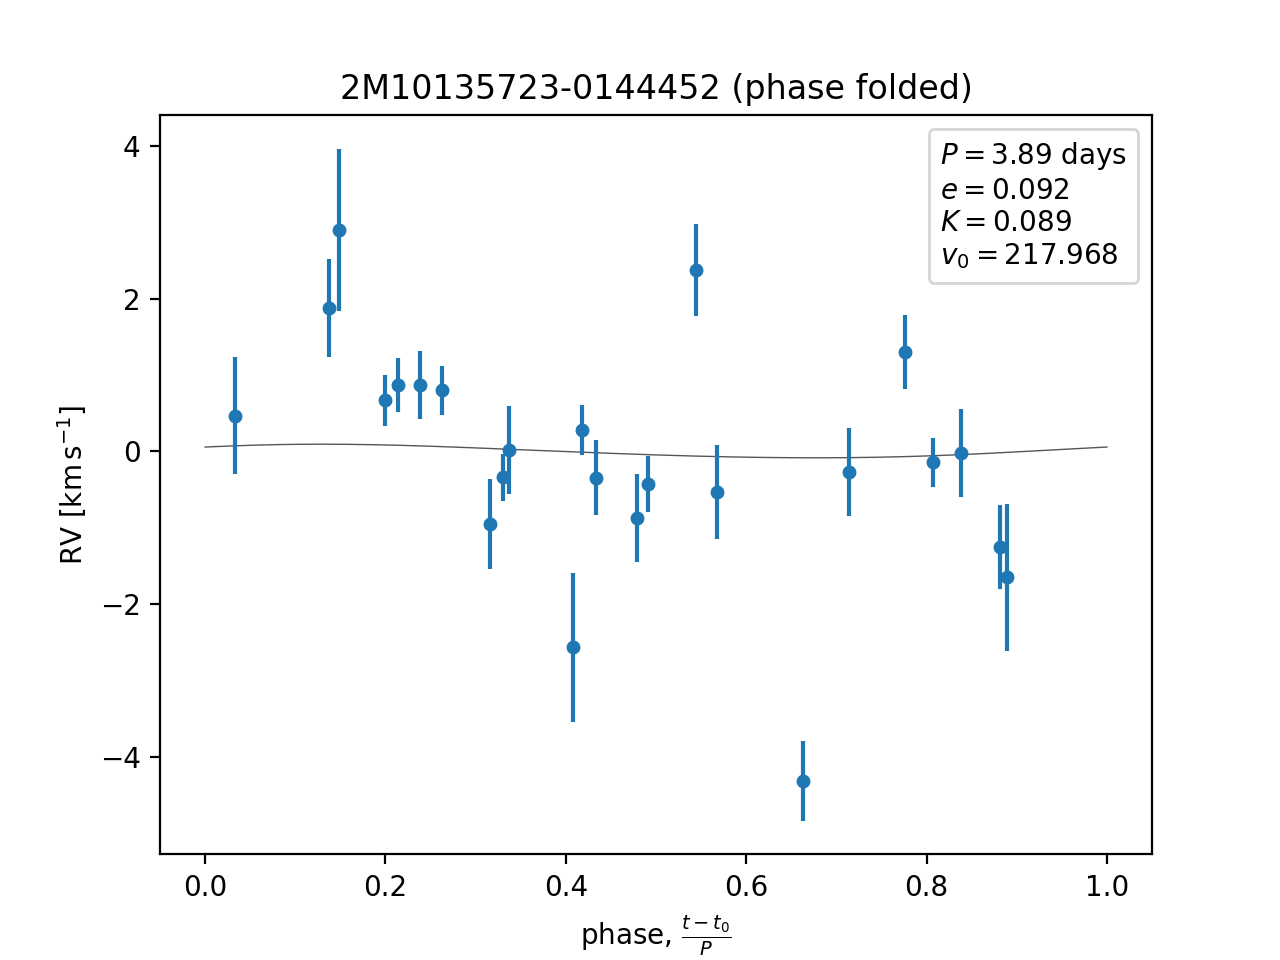 2M10135723-0144452 (phase folded)
P = 3.89 days
e = 0.092
K = 0.089
v₀ = 217.968
4
2
0
−2
−4
RV [km s⁻¹]
0.0 0.2 0.4 0.6 0.8 1.0
phase, (t − t₀)/P